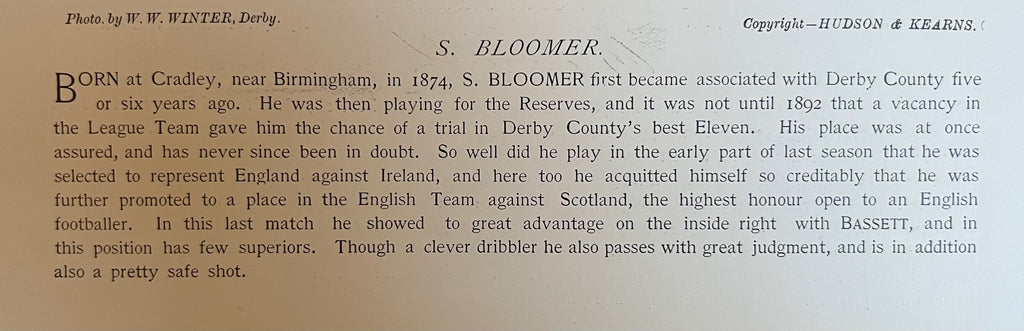 Photo. by W. W. WINTER, Derby.
Copyright—HUDSON & KEARNS.
S. BLOOMER.
BORN at Cradley, near Birmingham, in 1874, S. BLOOMER first became associated with Derby County five
or six years ago. He was then playing for the Reserves, and it was not until 1892 that a vacancy in
the League Team gave him the chance of a trial in Derby County's best Eleven. His place was at once
assured, and has never since been in doubt. So well did he play in the early part of last season that he was
selected to represent England against Ireland, and here too he acquitted himself so creditably that he was
further promoted to a place in the English Team against Scotland, the highest honour open to an English
footballer. In this last match he showed to great advantage on the inside right with BASSETT, and in
this position has few superiors. Though a clever dribbler he also passes with great judgment, and is in addition
also a pretty safe shot.